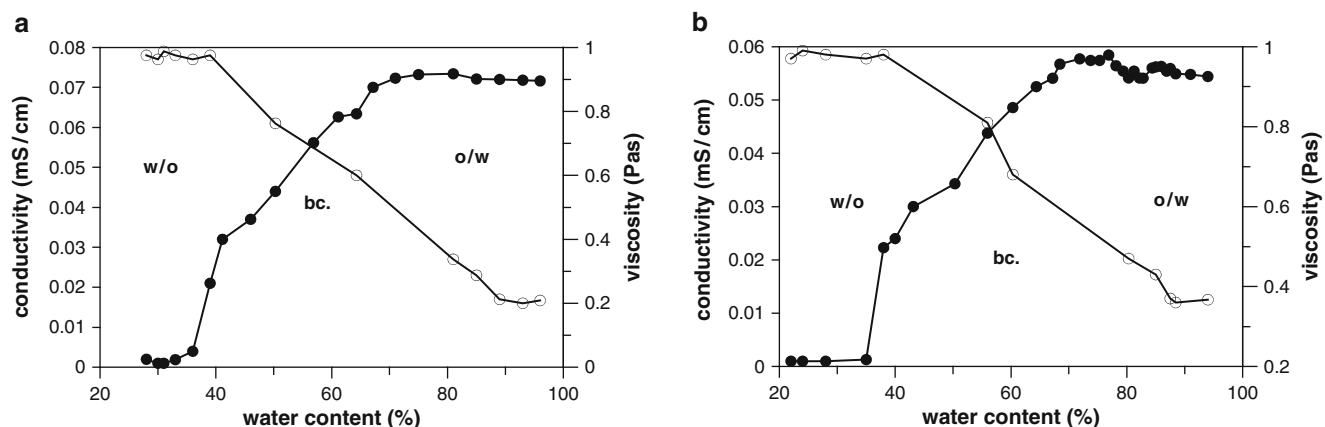 a
0.08
0.07
0.06
0.05
0.04
0.03
0.02
0.01
0
conductivity (mS/cm)
20
40
60
80
100
water content (%)
1
0.8
0.6
0.4
0.2
0
viscosity (Pas)
w/o
bc.
o/w
b
0.06
0.05
0.04
0.03
0.02
0.01
0
conductivity (mS/cm)
20
40
60
80
100
water content (%)
1
0.8
0.6
0.4
0.2
viscosity (Pas)
w/o
bc.
o/w